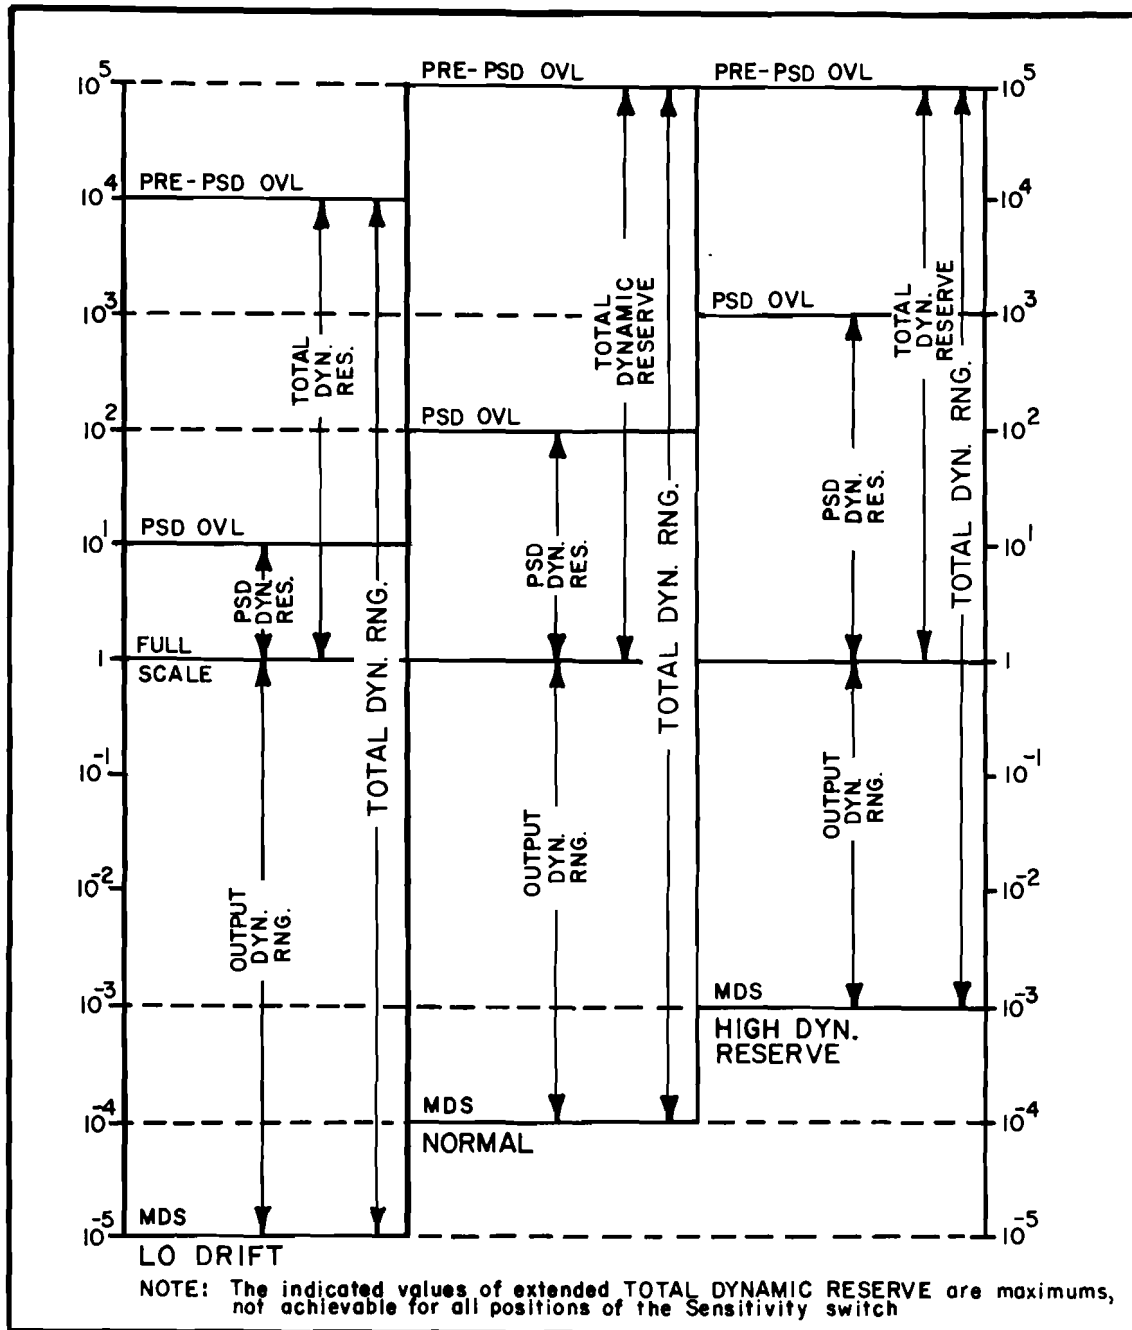 PRE-PSD OVL
PRE-PSD OVL
10^5
10^5
PRE-PSD OVL
10^4
10^4
PSD OVL
10^3
10^3
TOTAL
DYN.
RES.
TOTAL
DYNAMIC
RESERVE
TOTAL
DYN.
RESERVE
PSD OVL
10^2
10^2
PSD
DYN.
RES.
TOTAL DYN. RNG.
PSD OVL
10^1
10^1
PSD
DYN.
RES.
PSD
DYN.
RES.
TOTAL DYN. RNG.
TOTAL DYN. RNG.
FULL
SCALE
1
1
10^-1
10^-1
OUTPUT
DYN.
RNG.
OUTPUT
DYN.
RNG.
OUTPUT
DYN.
RNG.
10^-2
10^-2
10^-3
MDS
10^-3
HIGH DYN.
RESERVE
10^-4
MDS
10^-4
NORMAL
10^-5
MDS
10^-5
LO DRIFT
NOTE: The indicated values of extended TOTAL DYNAMIC RESERVE are maximums,
not achievable for all positions of the Sensitivity switch